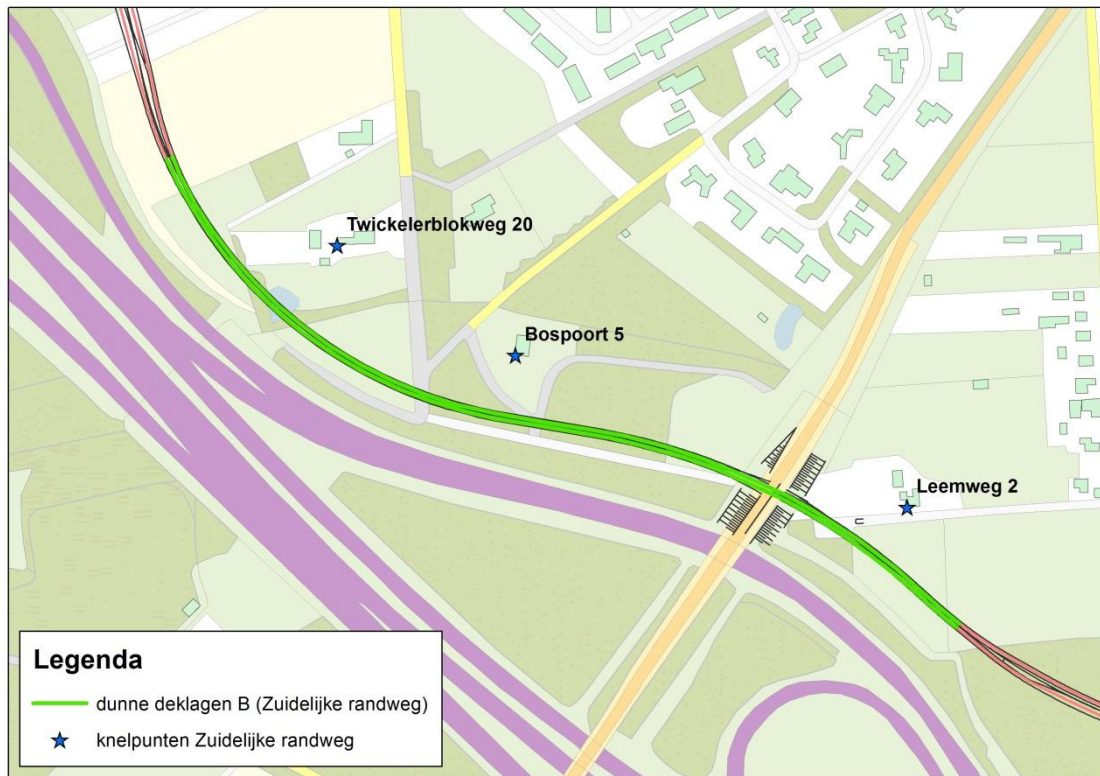 Twickelerblokweg 20
Bospoort 5
Leemweg 2
Legenda
dunne deklagen B (Zuidelijke randweg)
knelpunten Zuidelijke randweg